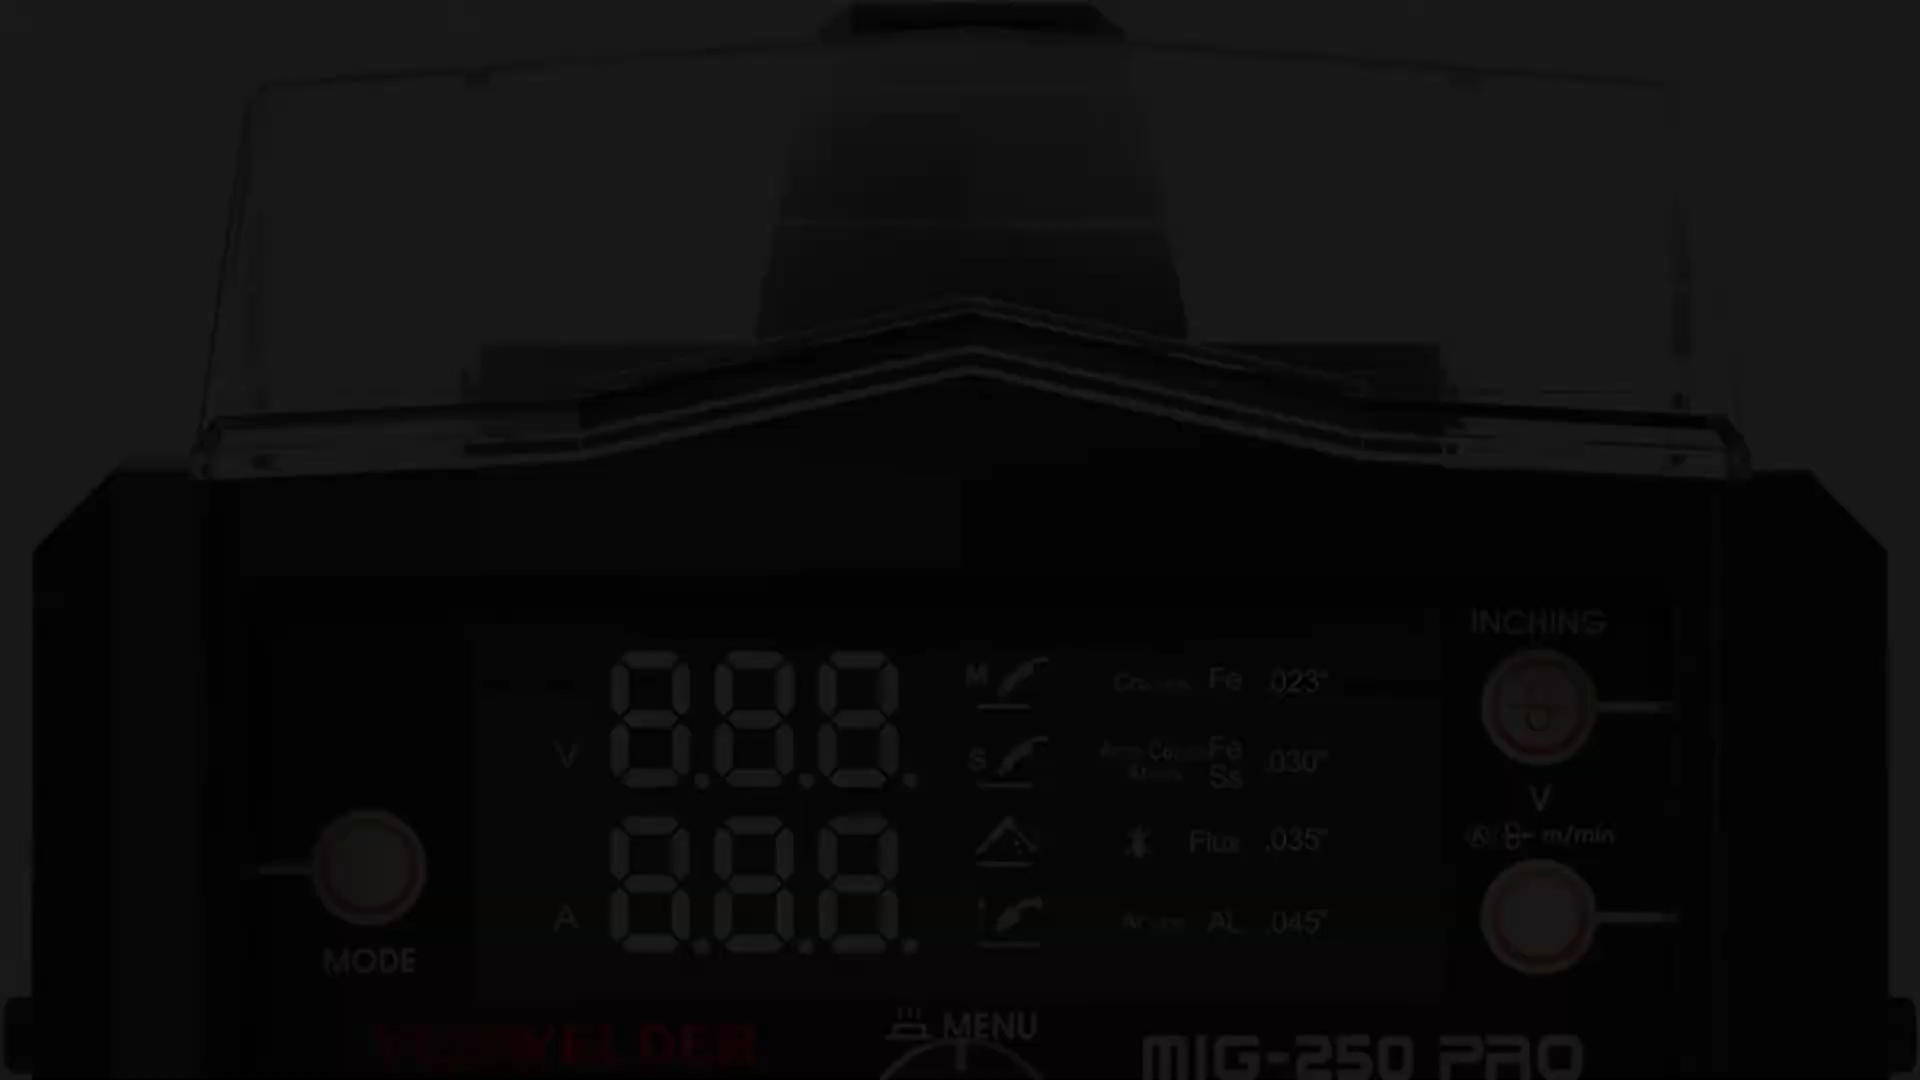 INCHING
M Fe .023"
V S Fe .030"
Ss
V
m/min
Flux .035"
A AL .045"
MODE
MENU
MIG-250 PRO